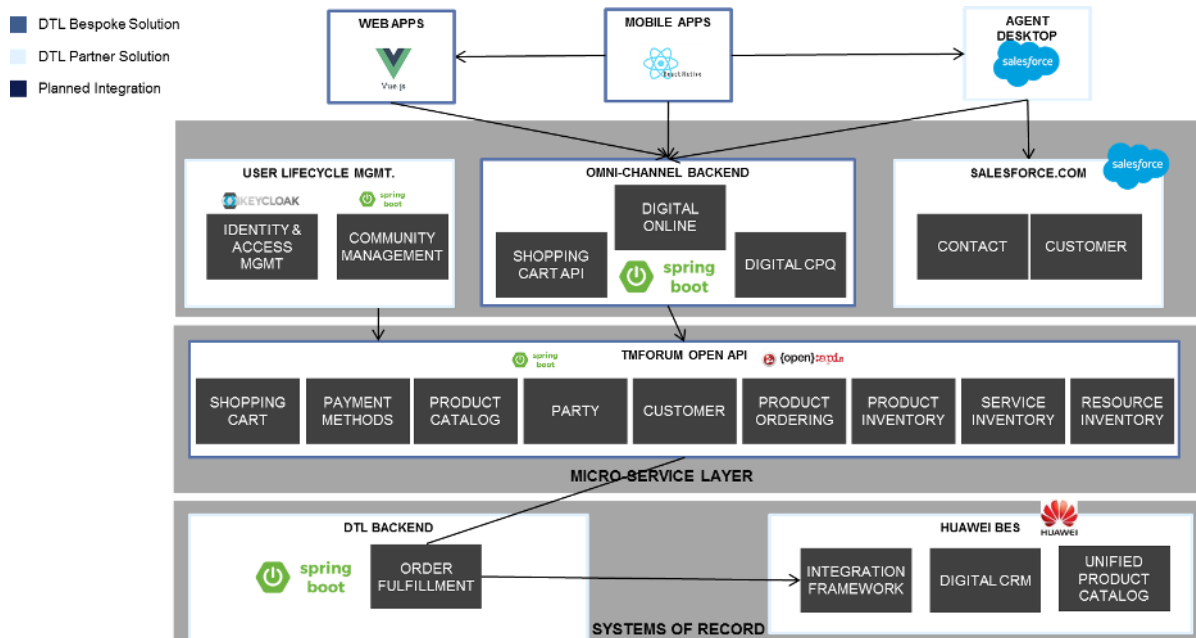 DTL Bespoke Solution
DTL Partner Solution
Planned Integration
WEB APPS
Vue.js
MOBILE APPS
React Native
AGENT
DESKTOP
salesforce
USER LIFECYCLE MGMT.
KEYCLOAK
spring
boot
IDENTITY &
ACCESS
MGMT
COMMUNITY
MANAGEMENT
OMNI-CHANNEL BACKEND
DIGITAL
ONLINE
SHOPPING
CART API
spring
boot
DIGITAL CPQ
SALESFORCE.COM
salesforce
CONTACT
CUSTOMER
spring
boot
TMFORUM OPEN API
{open}:apis
SHOPPING
CART
PAYMENT
METHODS
PRODUCT
CATALOG
PARTY
CUSTOMER
PRODUCT
ORDERING
PRODUCT
INVENTORY
SERVICE
INVENTORY
RESOURCE
INVENTORY
MICRO-SERVICE LAYER
DTL BACKEND
spring
boot
ORDER
FULFILLMENT
HUAWEI BES
HUAWEI
INTEGRATION
FRAMEWORK
DIGITAL CRM
UNIFIED
PRODUCT
CATALOG
SYSTEMS OF RECORD